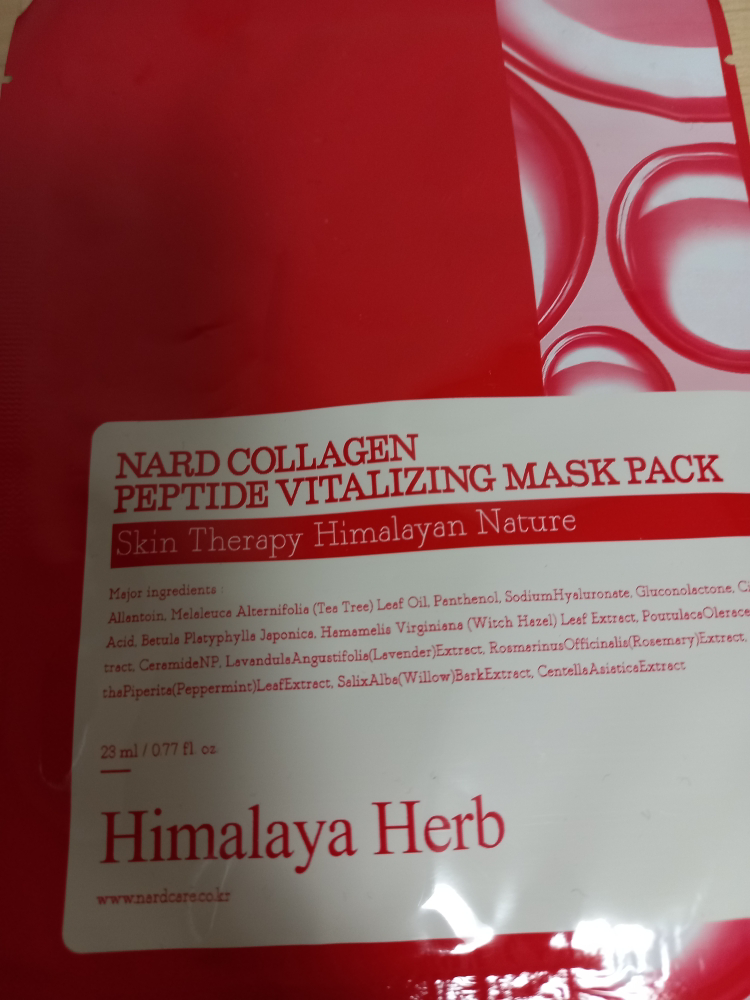 NARD COLLAGEN
PEPTIDE VITALIZING MASK PACK
Skin Therapy Himalayan Nature
Major ingredients :
Allantoin, Melaleuca Alternifolia (Tea Tree) Leaf Oil, Panthenol, SodiumHyaluronate, Gluconolactone, Ci
Acid, Betula Platyphylla Japonica, Hamamelis Virginiana (Witch Hazel) Leaf Extract, PoutulacaOlerace
tract, CeramideNP, LavandulaAngustifolia(Lavender)Extract, RosmarinusOfficinalis(Rosemary)Extract,
thaPiperita(Peppermint)LeafExtract, SalixAlba(Willow)BarkExtract, CentellaAsiaticaExtract
23 ml / 0.77 fl. oz
Himalaya Herb
www.nardcare.co.kr